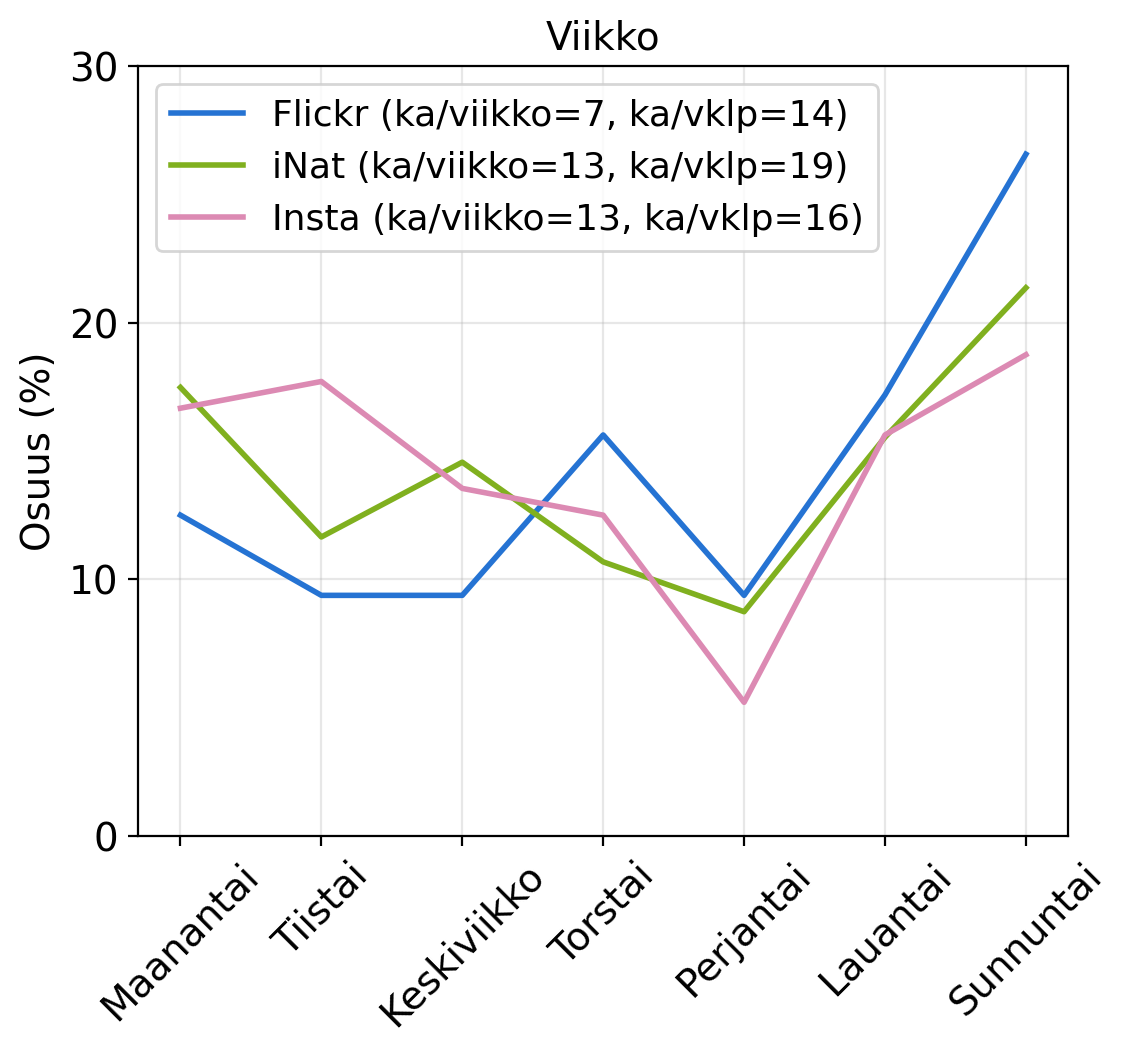 Viikko
Flickr (ka/viikko=7, ka/vklp=14)
iNat (ka/viikko=13, ka/vklp=19)
Insta (ka/viikko=13, ka/vklp=16)
Osuus (%)
30
20
10
0
Maanantai
Tiistai
Keskiviikko
Torstai
Perjantai
Lauantai
Sunnuntai